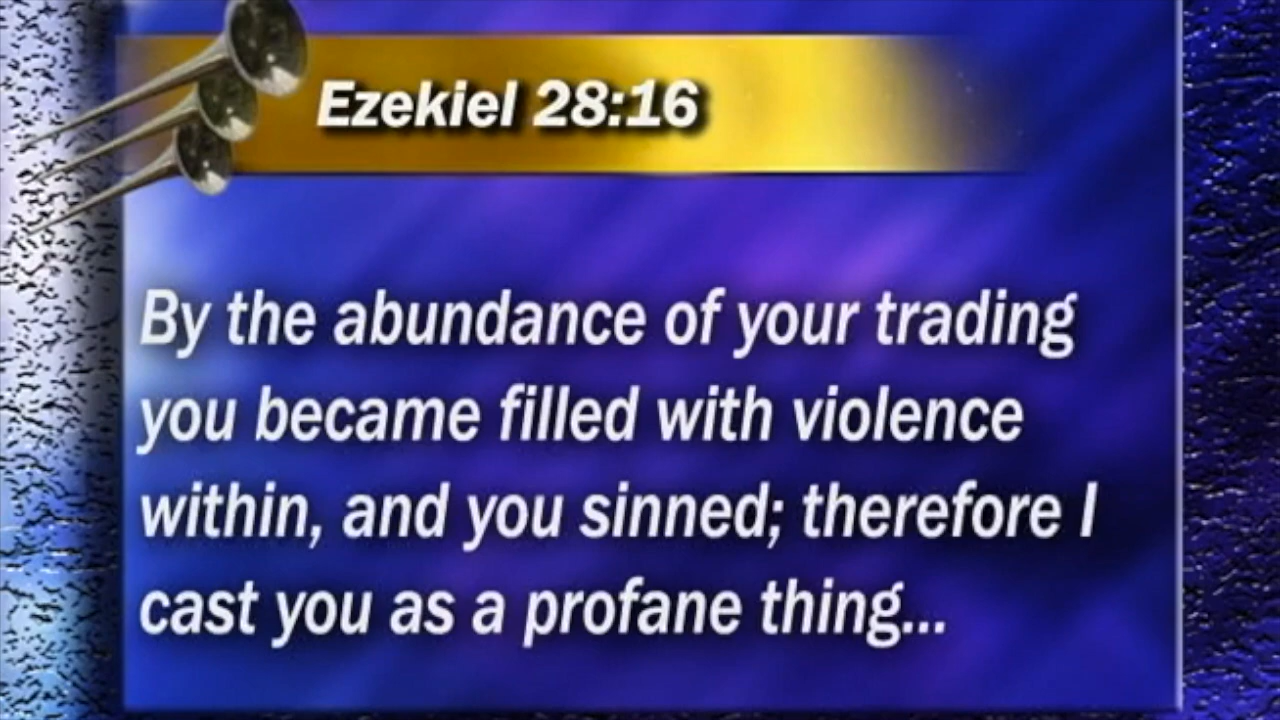 Ezekiel 28:16
By the abundance of your trading
you became filled with violence
within, and you sinned; therefore I
cast you as a profane thing...